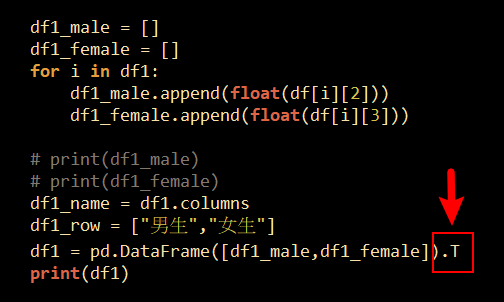 df1_male = []
df1_female = []
for i in df1:
    df1_male.append(float(df[i][2]))
    df1_female.append(float(df[i][3]))

# print(df1_male)
# print(df1_female)
df1_name = df1.columns
df1_row = ["男生","女生"]
df1 = pd.DataFrame([df1_male,df1_female]).T
print(df1)